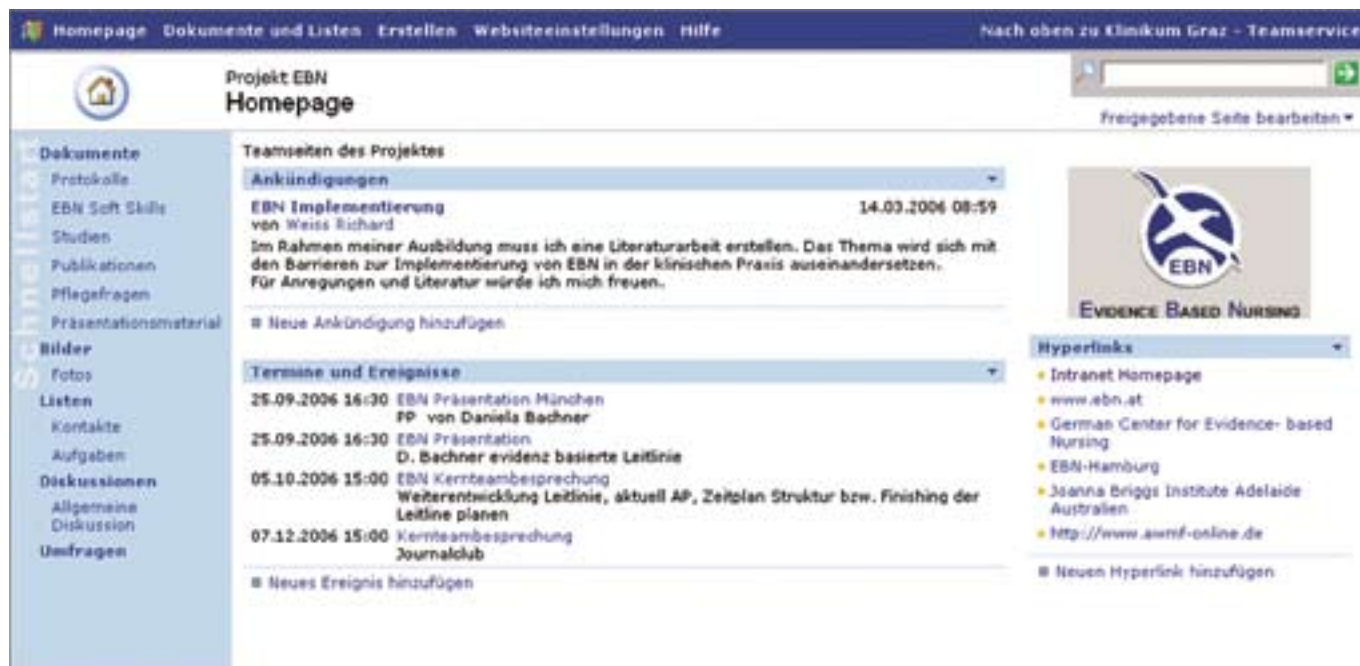 Homepage Dokumente und Listen Erstellen Websiteeinstellungen Hilfe Nach oben zu Klinikum Graz - Teamservice
Projekt EBN
Homepage
Freigegebene Seite bearbeiten
Schnellstart
Dokumente
Protokolle
EBN Soft Skills
Studien
Publikationen
Pflegefragen
Präsentationsmaterial
Bilder
Fotos
Listen
Kontakte
Aufgaben
Diskussionen
Allgemeine
Diskussion
Umfragen
Teamseiten des Projektes
Ankündigungen
EBN Implementierung 14.03.2006 08:59
von Weiss Richard
Im Rahmen meiner Ausbildung muss ich eine Literaturarbeit erstellen. Das Thema wird sich mit
den Barrieren zur Implementierung von EBN in der klinischen Praxis auseinandersetzen.
Für Anregungen und Literatur würde ich mich freuen..
Neue Ankündigung hinzufügen
Termine und Ereignisse
25.09.2006 16:30 EBN Präsentation München
PP von Daniela Bachner
25.09.2006 16:30 EBN Präsentation
D. Bachner evidenz basierte Leitlinie
05.10.2006 15:00 EBN Kernteambesprechung
Weiterentwicklung Leitlinie, aktuell AP, Zeitplan Struktur bzw. Finishing der
Leitline planen
07.12.2006 15:00 Kernteambesprechung
Journalclub
Neues Ereignis hinzufügen
EBN
EVIDENCE BASED NURSING
Hyperlinks
Intranet Homepage
www.ebn.at
German Center for Evidence- based
Nursing
EBN-Hamburg
Joanna Briggs Institute Adelaide
Australien
http://www.awmf-online.de
Neuen Hyperlink hinzufügen